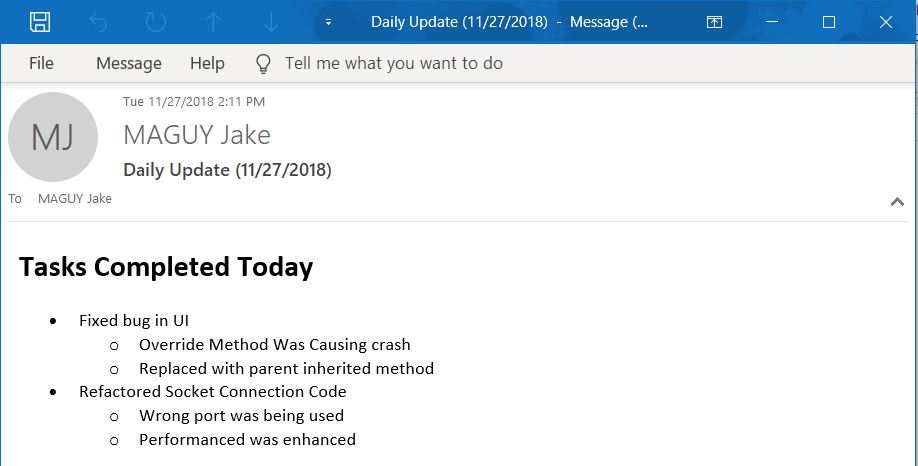 Daily Update (11/27/2018) - Message (...
File Message Help Tell me what you want to do
MJ
Tue 11/27/2018 2:11 PM
MAGUY Jake
Daily Update (11/27/2018)
To MAGUY Jake
Tasks Completed Today
• Fixed bug in UI
o Override Method Was Causing crash
o Replaced with parent inherited method
• Refactored Socket Connection Code
o Wrong port was being used
o Performanced was enhanced